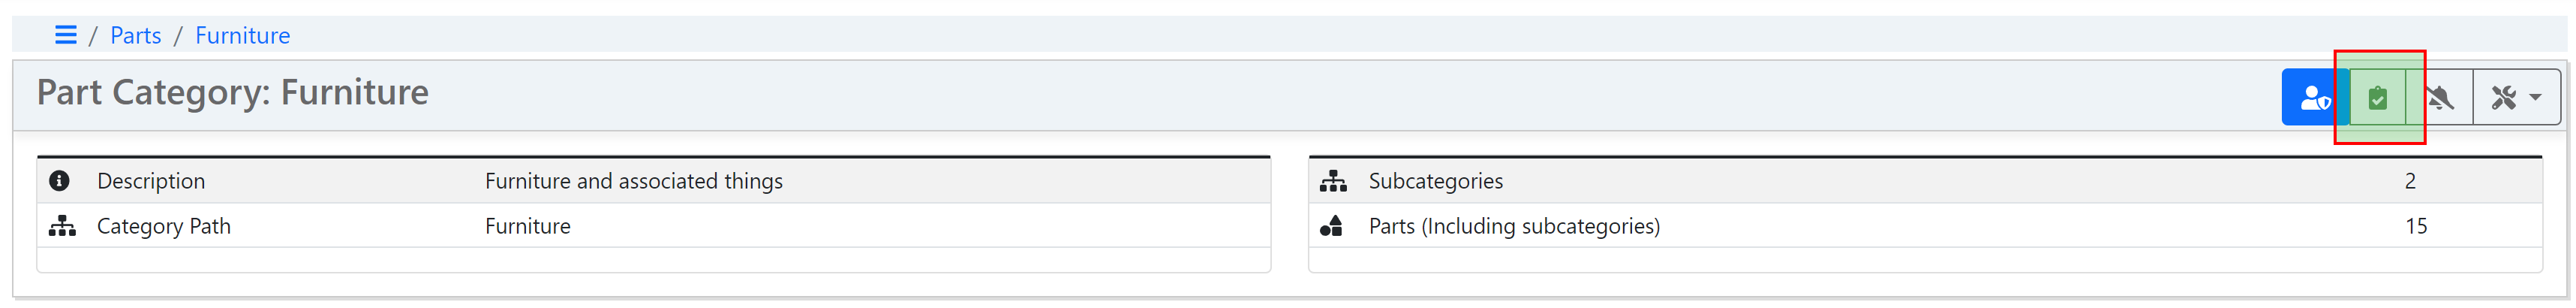 / Parts / Furniture
Part Category: Furniture
Description Furniture and associated things
Category Path Furniture
Subcategories 2
Parts (Including subcategories) 15